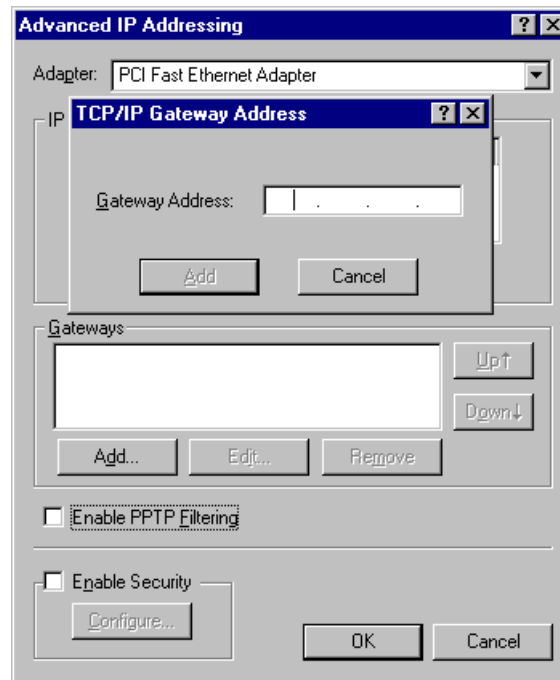 Advanced IP Addressing
Adapter: PCI Fast Ethernet Adapter
IP
TCP/IP Gateway Address
Gateway Address: . . .
Add Cancel
Gateways
Up↑
Down↓
Add... Edit... Remove
Enable PPTP Filtering
Enable Security
Configure...
OK Cancel